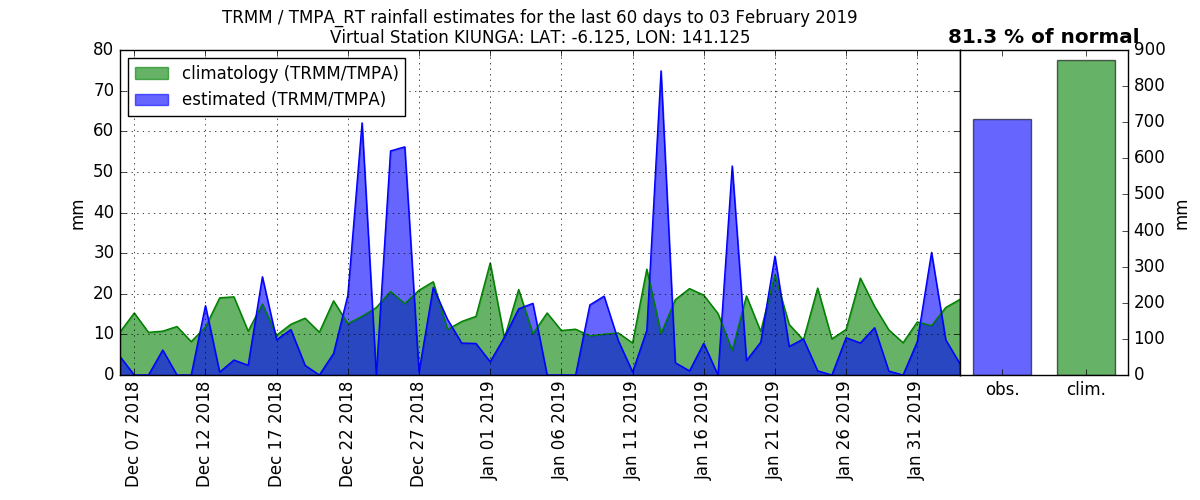 TRMM / TMPA_RT rainfall estimates for the last 60 days to 03 February 2019
Virtual Station KIUNGA: LAT: -6.125, LON: 141.125
81.3 % of normal
climatology (TRMM/TMPA)
estimated (TRMM/TMPA)
mm
80
70
60
50
40
30
20
10
0
Dec 07 2018
Dec 12 2018
Dec 17 2018
Dec 22 2018
Dec 27 2018
Jan 01 2019
Jan 06 2019
Jan 11 2019
Jan 16 2019
Jan 21 2019
Jan 26 2019
Jan 31 2019
obs.
clim.
900
800
700
600
500
400
300
200
100
0
mm